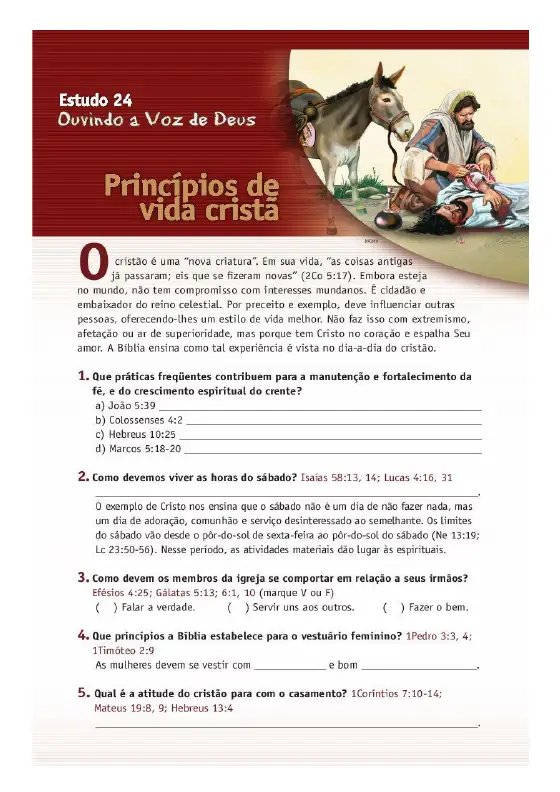 Estudo 24
Ouvindo a Voz de Deus
Princípios de
vida cristã
O cristão é uma “nova criatura”. Em sua vida, “as coisas antigas
já passaram; eis que se fizeram novas” (2Co 5:17). Embora esteja
no mundo, não tem compromisso com interesses mundanos. É cidadão e
embaixador do reino celestial. Por preceito e exemplo, deve influenciar outras
pessoas, oferecendo-lhes um estilo de vida melhor. Não faz isso com extremismo,
afetação ou ar de superioridade, mas porque tem Cristo no coração e espalha Seu
amor. A Bíblia ensina como tal experiência é vista no dia-a-dia do cristão.
1. Que práticas freqüentes contribuem para a manutenção e fortalecimento da
fé, e do crescimento espiritual do crente?
a) João 5:39
b) Colossenses 4:2
c) Hebreus 10:25
d) Marcos 5:18-20
2. Como devemos viver as horas do sábado? Isaías 58:13, 14; Lucas 4:16, 31
.
O exemplo de Cristo nos ensina que o sábado não é um dia de não fazer nada, mas
um dia de adoração, comunhão e serviço desinteressado ao semelhante. Os limites
do sábado vão desde o pôr-do-sol de sexta-feira ao pôr-do-sol do sábado (Ne 13:19;
Lc 23:50-56). Nesse período, as atividades materiais dão lugar às espirituais.
3. Como devem os membros da igreja se comportar em relação a seus irmãos?
Efésios 4:25; Gálatas 5:13; 6:1, 10 (marque V ou F)
( ) Falar a verdade. ( ) Servir uns aos outros. ( ) Fazer o bem.
4. Que princípios a Bíblia estabelece para o vestuário feminino? 1Pedro 3:3, 4;
1Timóteo 2:9
As mulheres devem se vestir com ____________ e bom ____________________.
5. Qual é a atitude do cristão para com o casamento? 1Coríntios 7:10-14;
Mateus 19:8, 9; Hebreus 13:4
.